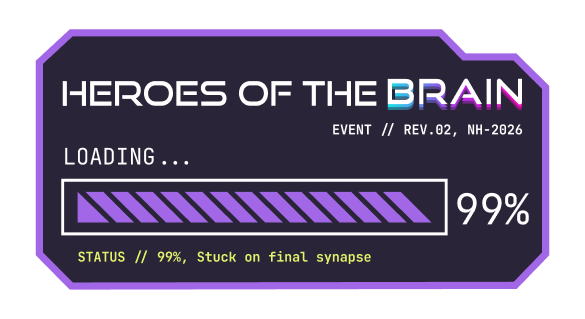 HEROES OF THE BRAIN
EVENT // REV.02, NH-2026
LOADING...
99%
STATUS // 99%, Stuck on final synapse